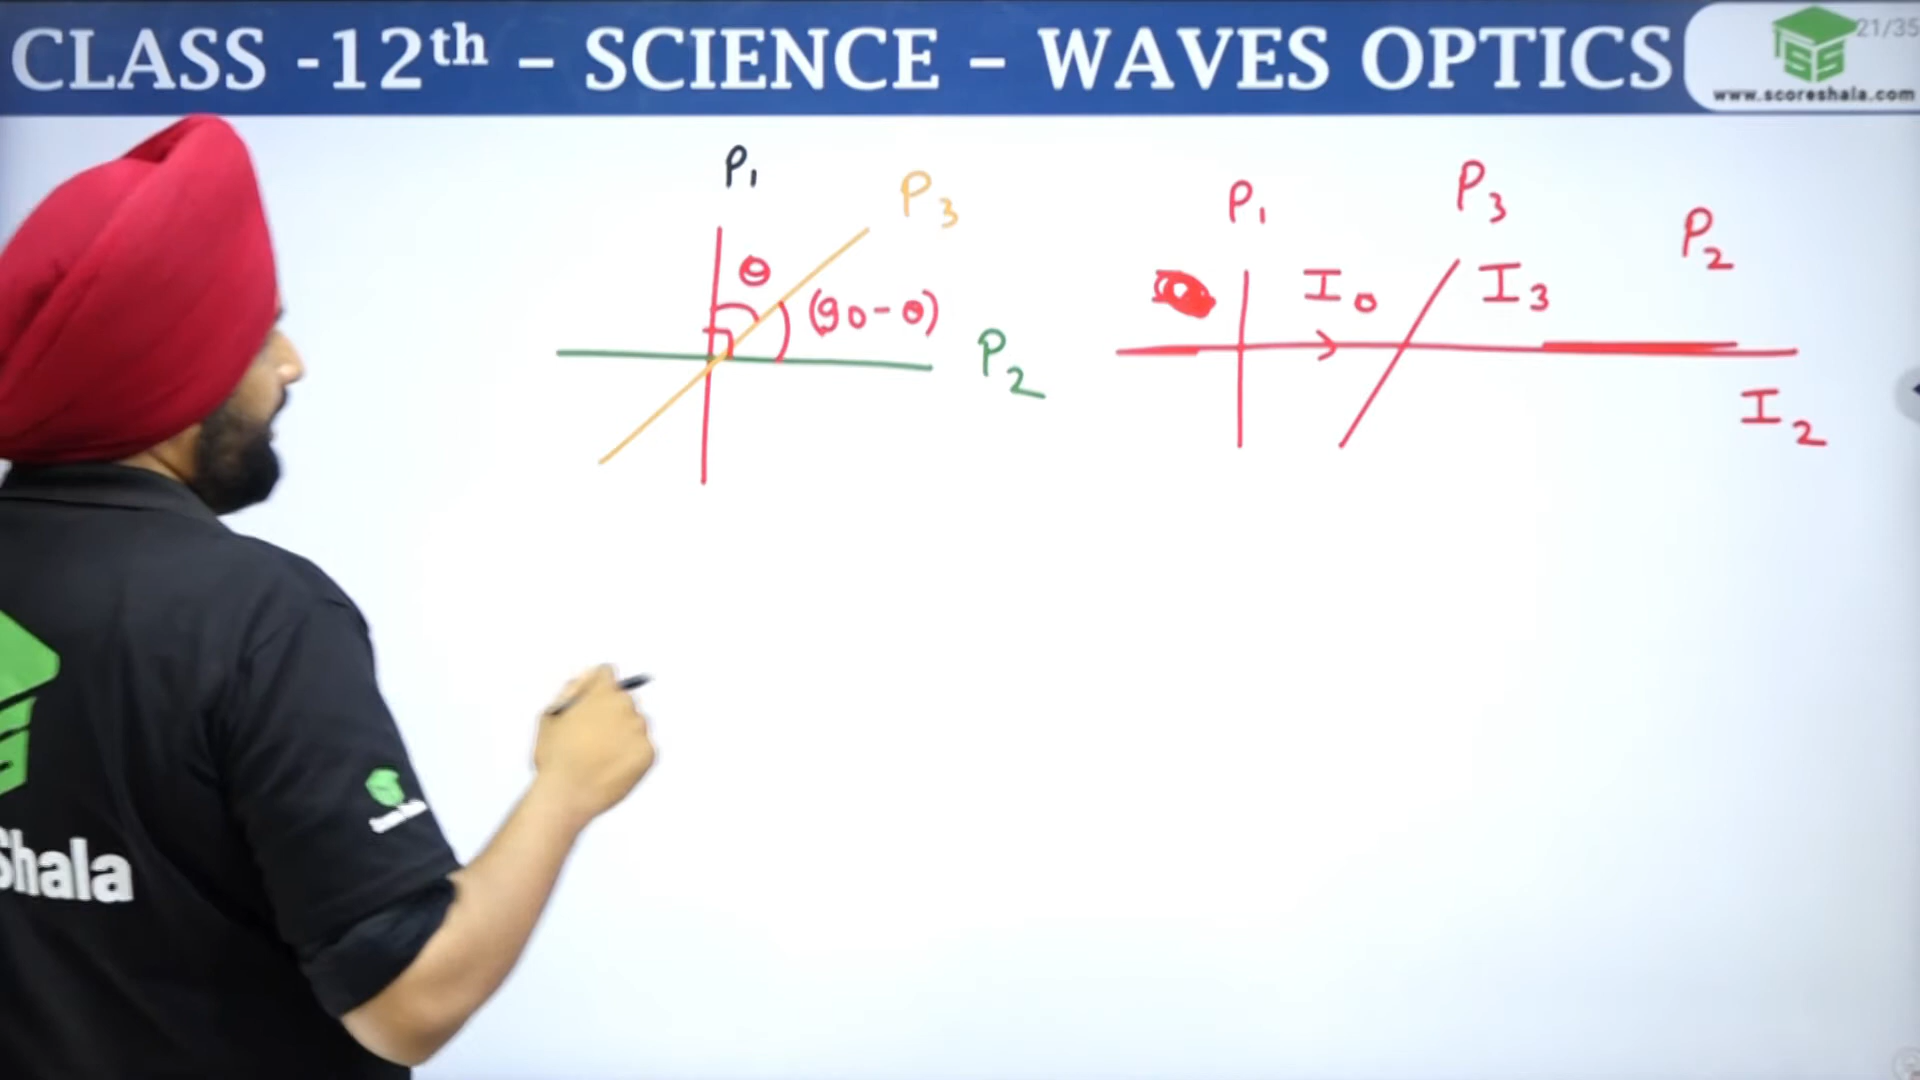 CLASS -12th – SCIENCE – WAVES OPTICS
21/35
www.scoreshala.com
P1
P3
θ
(90-θ)
P2
P1
P3
P2
I0
I3
I2
Shala